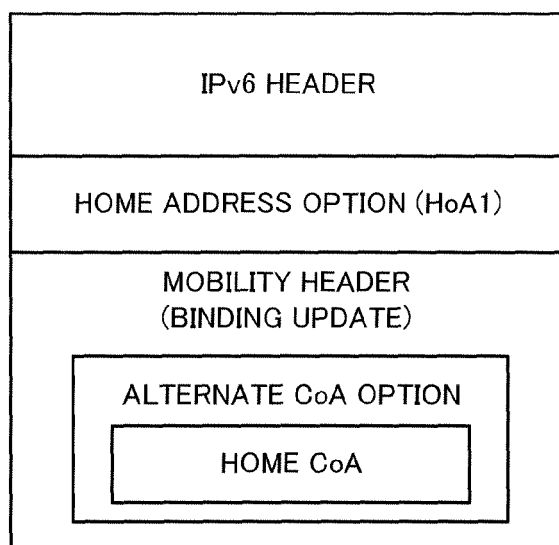 IPv6 HEADER
HOME ADDRESS OPTION (HoA1)
MOBILITY HEADER
(BINDING UPDATE)
ALTERNATE CoA OPTION
HOME CoA